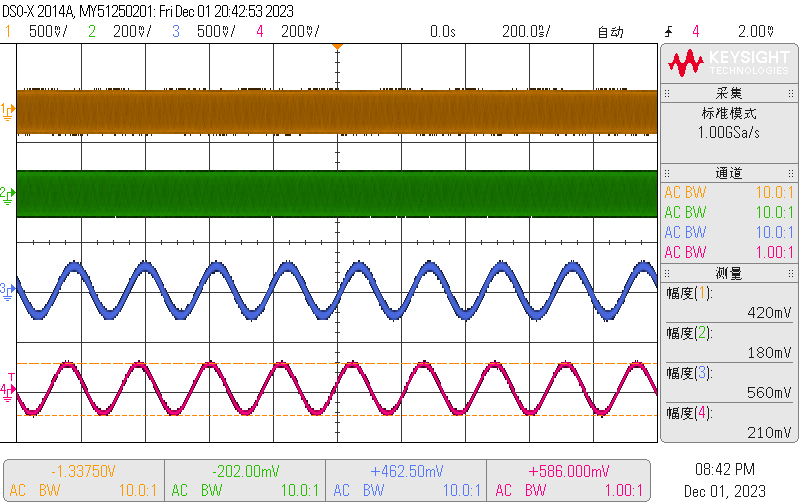 DSO-X 2014A, MY51250201: Fri Dec 01 20:42:53 2023
1 500mV/ 2 200mV/ 3 500mV/ 4 200mV/ 0.0s 200.0ms/ 自动 4 2.00V
KEYSIGHT
TECHNOLOGIES
采集
标准模式
1.00GSa/s
通道
AC BW 10.0:1
AC BW 10.0:1
AC BW 10.0:1
AC BW 1.00:1
测量
幅度(1):
420mV
幅度(2):
180mV
幅度(3):
560mV
幅度(4):
210mV
1
2
3
T
4
-1.33750V
AC BW 10.0:1
-202.00mV
AC BW 10.0:1
+462.50mV
AC BW 10.0:1
+586.000mV
AC BW 1.00:1
08:42 PM
Dec 01, 2023